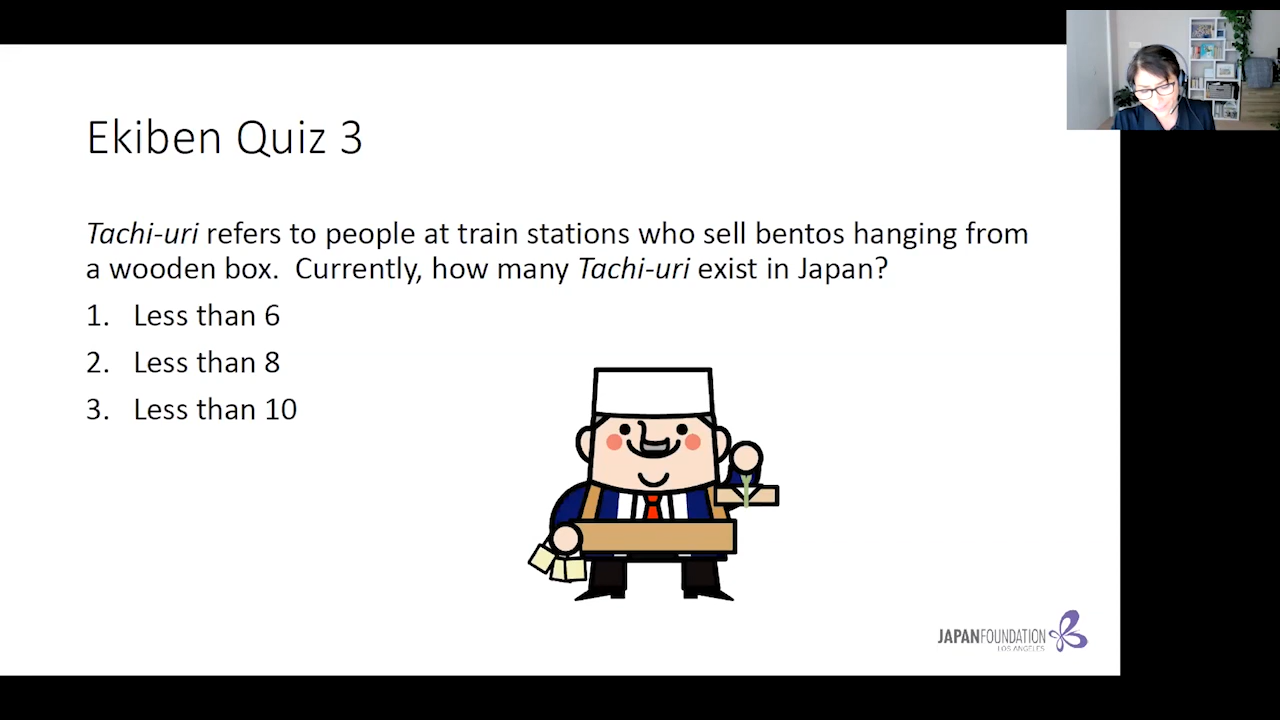 Ekiben Quiz 3
Tachi-uri refers to people at train stations who sell bentos hanging from
a wooden box. Currently, how many Tachi-uri exist in Japan?
1. Less than 6
2. Less than 8
3. Less than 10
JAPANFOUNDATION
LOS ANGELES